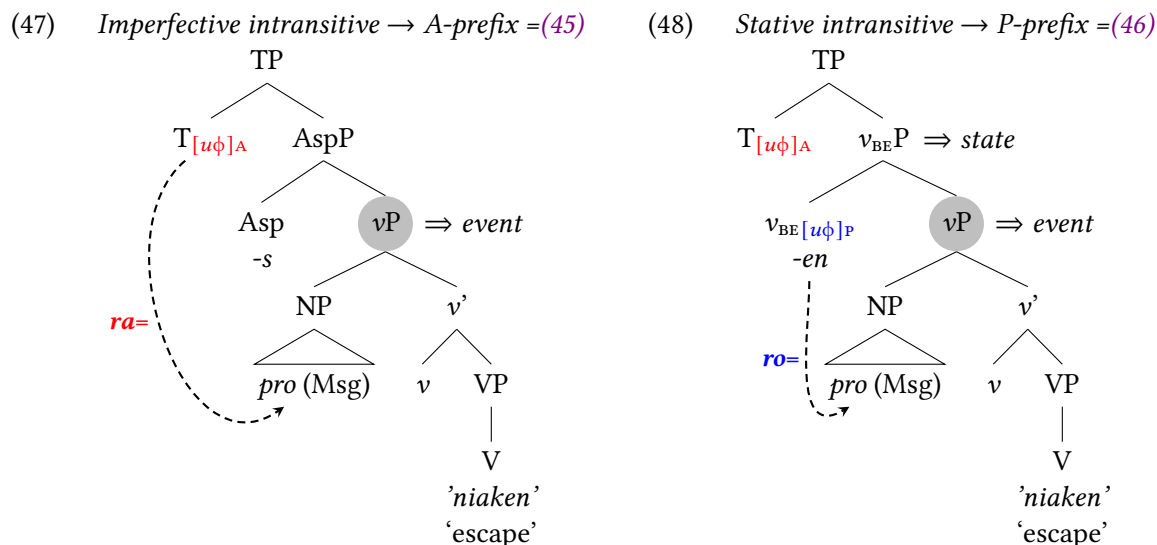 (47) Imperfective intransitive → A-prefix =(45)
TP
T[uϕ]A AspP
Asp vP ⇒ event
-s
NP v’
ra=
pro (Msg) v VP
V
’niaken’
‘escape’
(48) Stative intransitive → P-prefix =(46)
TP
T[uϕ]A vBEP ⇒ state
vBE[uϕ]P vP ⇒ event
-en
NP v’
ro=
pro (Msg) v VP
V
’niaken’
‘escape’